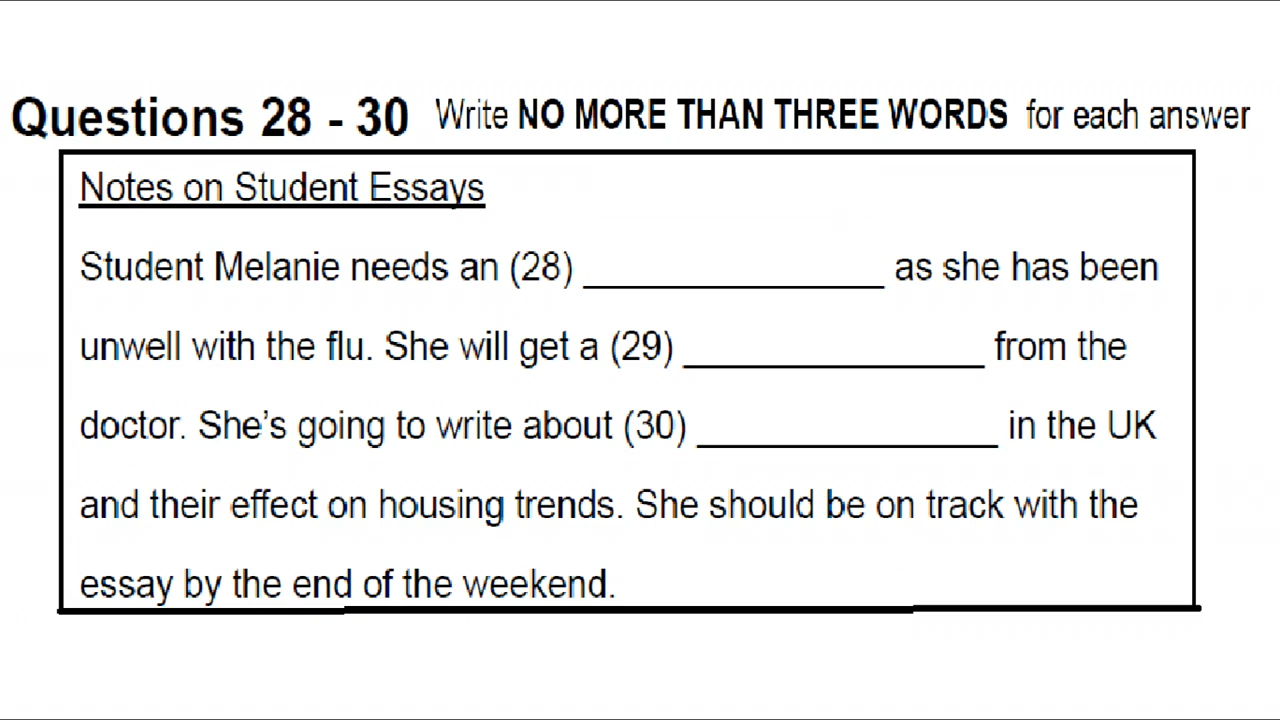 Questions 28 - 30 Write NO MORE THAN THREE WORDS for each answer
Notes on Student Essays
Student Melanie needs an (28) ________________ as she has been
unwell with the flu. She will get a (29) ________________ from the
doctor. She’s going to write about (30) ________________ in the UK
and their effect on housing trends. She should be on track with the
essay by the end of the weekend.